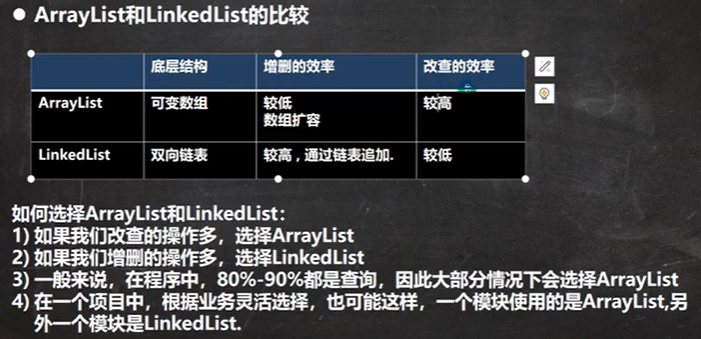 ● ArrayList和LinkedList的比较
底层结构 增删的效率 改查的效率
ArrayList 可变数组 较低 较高
数组扩容
LinkedList 双向链表 较高，通过链表追加. 较低
如何选择ArrayList和LinkedList：
1) 如果我们改查的操作多，选择ArrayList
2) 如果我们增删的操作多，选择LinkedList
3) 一般来说，在程序中，80%-90%都是查询，因此大部分情况下会选择ArrayList
4) 在一个项目中，根据业务灵活选择，也可能这样，一个模块使用的是ArrayList,另
外一个模块是LinkedList.